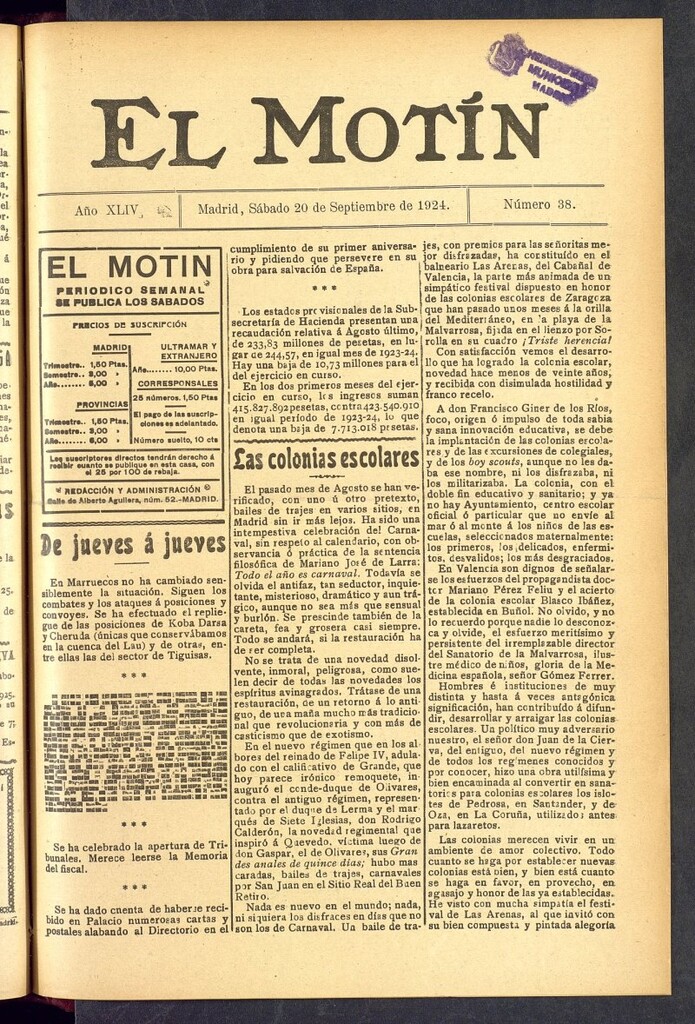 EL MOTÍN
Año XLIV
Madrid, Sábado 20 de Septiembre de 1924.
Número 38.
EL MOTIN
PERIODICO SEMANAL
SE PUBLICA LOS SABADOS
PRECIOS DE SUSCRIPCIÓN
MADRID
Trimestre.. 1,50 Ptas.
Semestre.. 3,00 »
Año........ 6,00 »
PROVINCIAS
Trimestre.. 1,50 Ptas.
Semestre.. 3,00 »
Año........ 6,00 »
ULTRAMAR Y
EXTRANJERO
Año.......... 10,00 Ptas.
CORRESPONSALES
25 números. 1,50 Ptas
El pago de las suscrip-
ciones es adelantado.
Número suelto, 10 cts
Los suscriptores directos tendrán derecho á
recibir cuanto se publique en esta casa, con
el 25 por 100 de rebaja.
REDACCIÓN Y ADMINISTRACIÓN
Calle de Alberto Aguilera, núm. 52.-MADRID.
De jueves á jueves
En Marruecos no ha cambiado sen-
siblemente la situación. Siguen los
combates y los ataques á posiciones y
convoyes. Se ha efectuado el replie-
gue de las posiciones de Koba Darsa
y Cheruda (únicas que conservábamos
en la cuenca del Lau) y de otras, en-
tre ellas las del sector de Tiguisas.
* * *
* * *
Se ha celebrado la apertura de Tri-
bunales. Merece leerse la Memoria
del fiscal.
* * *
Se ha dado cuenta de haberse reci-
bido en Palacio numerosas cartas y
postales alabando al Directorio en el
cumplimiento de su primer aniversa-
rio y pidiendo que persevere en su
obra para salvación de España.
* * *
Los estados provisionales de la Sub-
secretaría de Hacienda presentan una
recaudación relativa á Agosto último,
de 233,83 millones de pesetas, en lu-
gar de 244,57, en igual mes de 1923-24.
Hay una baja de 10,73 millones para el
del ejercicio en curso.
En los dos primeros meses del ejer-
cicio en curso, los ingresos suman
415.827.892 pesetas, contra 423.540.910
en igual período de 1923-24, lo que
denota una baja de 7.713.018 pesetas.
Las colonias escolares
El pasado mes de Agosto se han ve-
rificado, con uno ó otro pretexto,
bailes de trajes en varios sitios, en
Madrid sin ir más lejos. Ha sido una
intempestiva celebración del Carna-
val, sin respeto al calendario, con ob-
servancia ó práctica de la sentencia
filosófica de Mariano José de Larra:
Todo el año es carnaval. Todavía se
olvida el antifaz, tan seductor, inquie-
tante, misterioso, dramático y aun trá-
gico, aunque no sea más que sensual
y burlón. Se prescinde también de la
careta, fea y grosera casi siempre.
Todo se andará, si la restauración ha
de ser completa.
No se trata de una novedad disol-
vente, inmoral, peligrosa, como sue-
len decir de todas las novedades los
espíritus avinagrados. Trátase de una
restauración, de un retorno á lo anti-
guo, de una maña mucho más tradicio-
nal que revolucionaria y con más de
casticismo que de exotismo.
En el nuevo régimen que en los al-
bores del reinado de Felipe IV, adula-
do con el calificativo de Grande, que
hoy parece irónico remoquete, in-
auguró el conde-duque de Olivares,
contra el antiguo régimen, represen-
tado por el duque de Lerma y el mar-
qués de Siete Iglesias, don Rodrigo
Calderón, la novedad regimental que
inspiró á Quevedo, víctima luego de
don Gaspar, el de Olivares, sus Gran
des anales de quince días; hubo mas
caradas, bailes de trajes, carnavales
por San Juan en el Sitio Real del Buen
Retiro.
Nada es nuevo en el mundo; nada,
ni siquiera los disfraces en días que no
son los de Carnaval. Un baile de tra-
jes, con premios para las señoritas me-
jor disfrazadas, ha constituído en el
balneario Las Arenas, del Cabañal de
Valencia, la parte más animada de un
simpático festival dispuesto en honor
de las colonias escolares de Zaragoza
que han pasado unos meses á la orilla
del Mediterráneo, en la playa de la
Malvarrosa, fijada en el lienzo por So-
rolla en su cuadro ¡Triste herencia!
Con satisfacción vemos el desarro-
llo que ha logrado la colonia escolar,
novedad hace menos de veinte años,
y recibida con disimulada hostilidad y
franco recelo.
A don Francisco Giner de los Ríos,
foco, origen ó impulso de toda sabia
y sana innovación educativa, se debe
la implantación de las colonias escola-
res y de las excursiones de colegiales,
y de los boy scouts, aunque no les da-
ba ese nombre, ni los disfrazaba, ni
los militarizaba. La colonia, con el
doble fin educativo y sanitario; y ya
no hay Ayuntamiento, centro escolar
oficial ó particular que no envíe al
mar ó al monte á los niños de las es-
cuelas, seleccionados maternalmente:
los primeros, los delicados, enfermi-
tos, desvalidos; los más desgraciados.
En Valencia son dignos de señalar-
se los esfuerzos del propagandista doc-
tor Mariano Pérez Feliu y el acierto
de la colonia escolar Blasco Ibáñez,
establecida en Buñol. No olvido, y no
lo recuerdo porque nadie lo desconoz-
ca y olvide, el esfuerzo meritísimo y
persistente del irremplazable director
del Sanatorio de la Malvarrosa, ilus-
tre médico de niños, gloria de la Me-
dicina española, señor Gómez Ferrer.
Hombres é instituciones de muy
distinta y hasta á veces antagónica
significación, han contribuído á difun-
dir, desarrollar y arraigar las colonias
escolares. Un político muy adversario
nuestro, el señor don Juan de la Cier-
va, del antiguo, del nuevo régimen y
de todos los regímenes conocidos y
por conocer, hizo una obra utilísima y
bien encaminada al convertir en sana-
torios para colonias escolares los islo-
tes de Pedrosa, en Santander, y de
Oza, en La Coruña, utilizados antes
para lazaretos.
Las colonias merecen vivir en un
ambiente de amor colectivo. Todo
cuanto se haga por establecer nuevas
colonias está bien, y bien está cuanto
se haga en favor, en provecho, en
agasajo y honor de las ya establecidas.
He visto con mucha simpatía el festi-
val de Las Arenas, al que invitó con
su bien compuesta y pintada alegoría